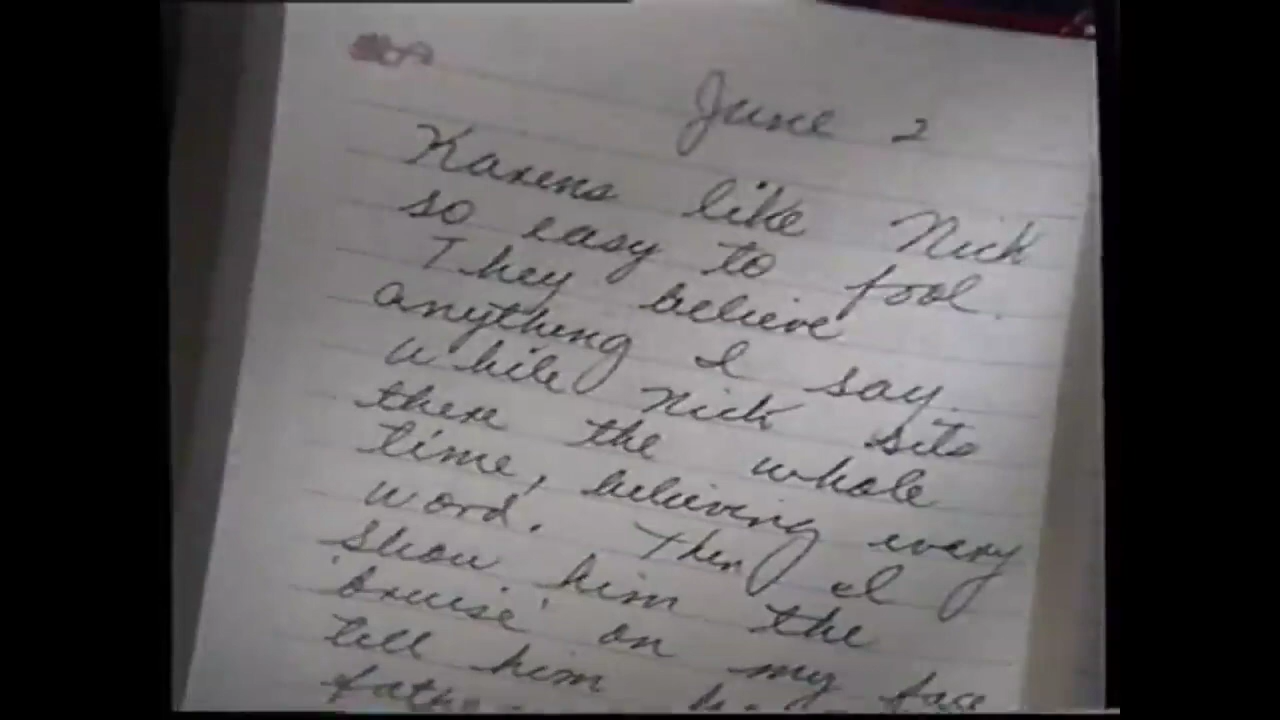 June 2
Karens like Nick
so easy to fool.
They believe
anything I say.
While Nick sits
there the whole
time, believing every
word. Then I
show him the
'bruise' on my face
tell him